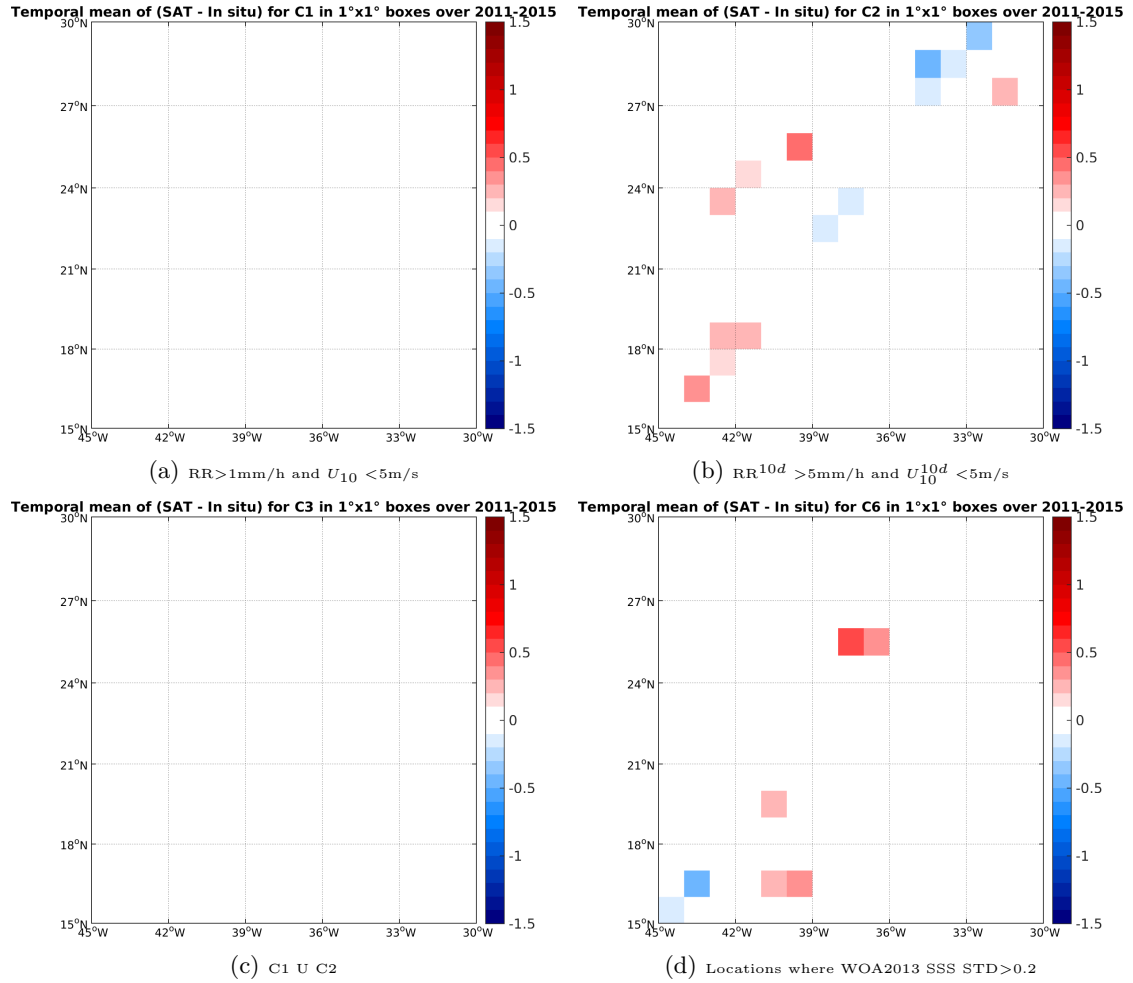 Temporal mean of (SAT - In situ) for C1 in 1°x1° boxes over 2011-2015
30°N
27°N
24°N
21°N
18°N
15°N
45°W 42°W 39°W 36°W 33°W 30°W
1.5
1
0.5
0
-0.5
-1
-1.5
(a) RR>1mm/h and U10 <5m/s
Temporal mean of (SAT - In situ) for C2 in 1°x1° boxes over 2011-2015
30°N
27°N
24°N
21°N
18°N
15°N
45°W 42°W 39°W 36°W 33°W 30°W
1.5
1
0.5
0
-0.5
-1
-1.5
(b) RR10d >5mm/h and U10d10 <5m/s
Temporal mean of (SAT - In situ) for C3 in 1°x1° boxes over 2011-2015
30°N
27°N
24°N
21°N
18°N
15°N
45°W 42°W 39°W 36°W 33°W 30°W
1.5
1
0.5
0
-0.5
-1
-1.5
(c) C1 U C2
Temporal mean of (SAT - In situ) for C6 in 1°x1° boxes over 2011-2015
30°N
27°N
24°N
21°N
18°N
15°N
45°W 42°W 39°W 36°W 33°W 30°W
1.5
1
0.5
0
-0.5
-1
-1.5
(d) Locations where WOA2013 SSS STD>0.2